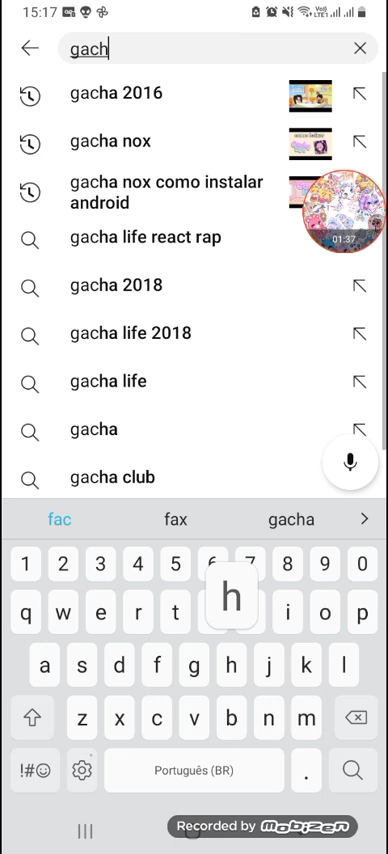 15:17 Vol) LTE1
gach
gacha 2016
gacha nox
gacha nox como instalar
android
01:37
gacha life react rap
gacha 2018
gacha life 2018
gacha life
gacha
gacha club
fac fax gacha
1 2 3 4 5 6 7 8 9 0
q w e r t h i o p
a s d f g h j k l
z x c v b n m
!#☺ Português (BR) .
Recorded by Mobizen